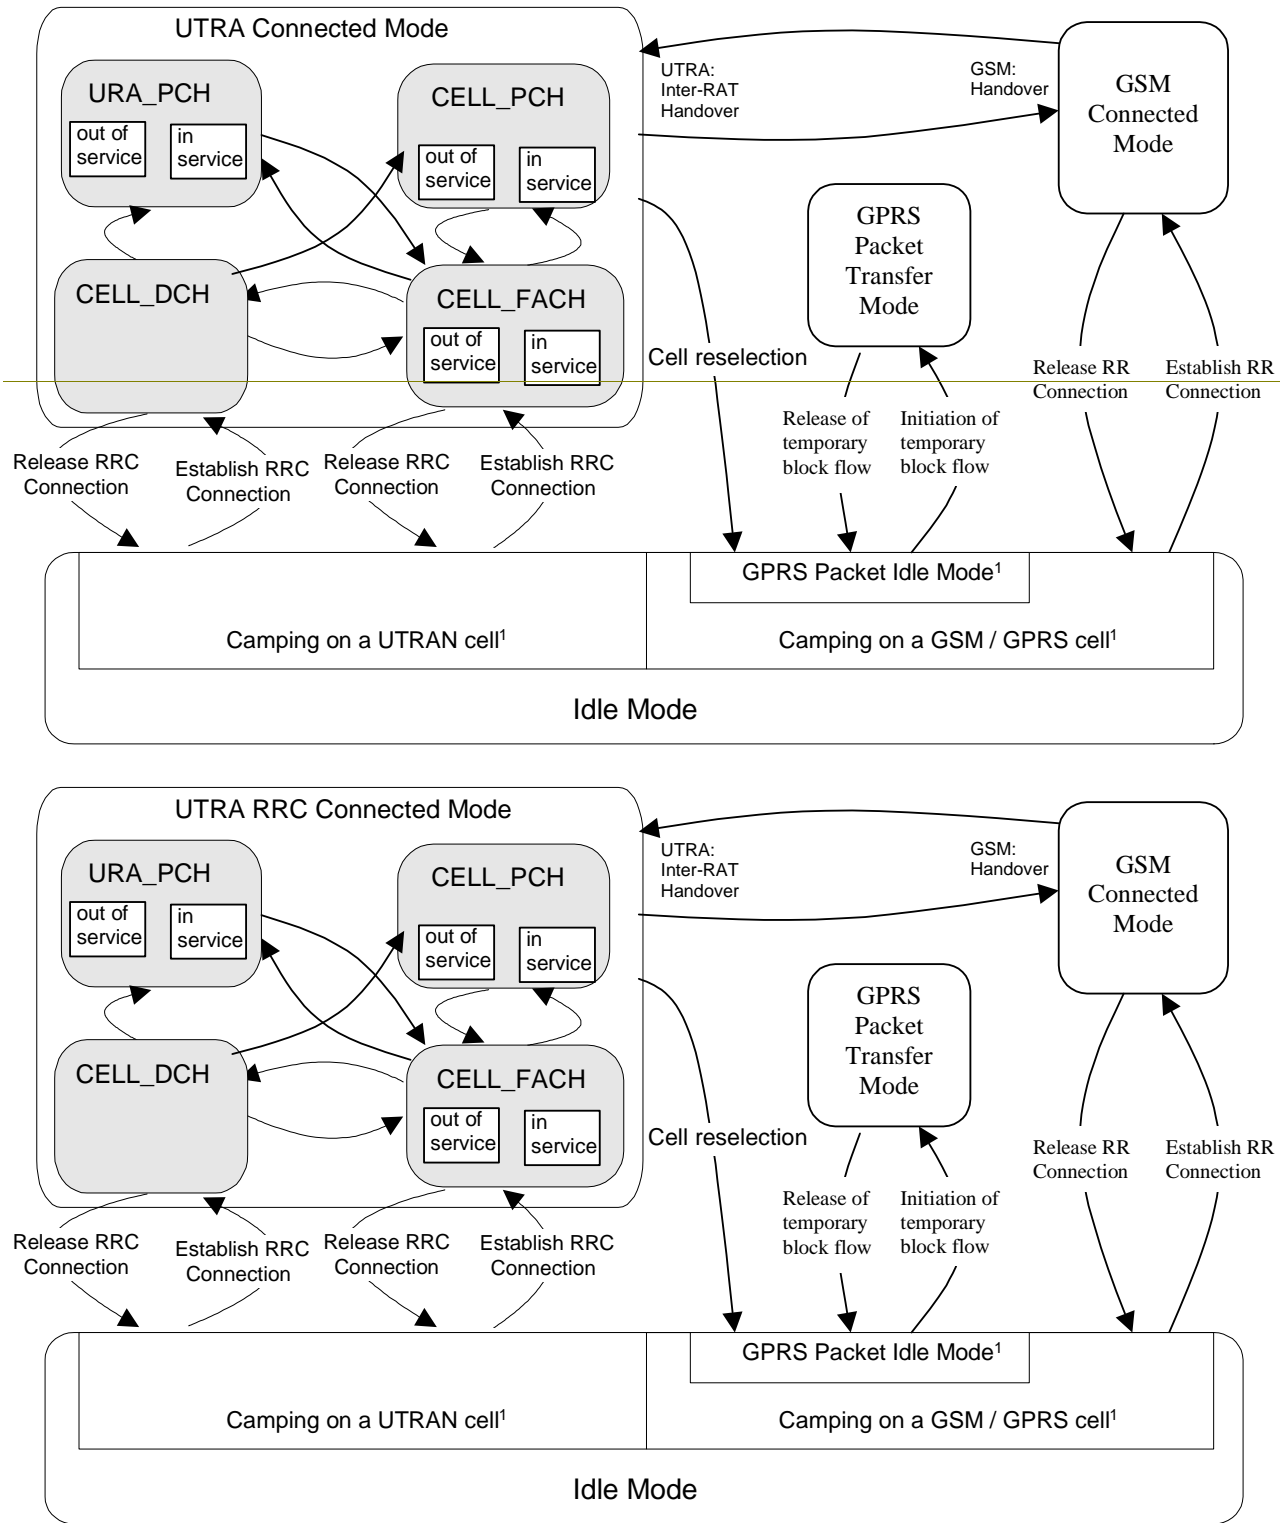 UTRA Connected Mode
URA_PCH
out of
service
in
service
CELL_PCH
out of
service
in
service
UTRA:
Inter-RAT
Handover
GSM:
Handover
GSM
Connected
Mode
GPRS
Packet
Transfer
Mode
CELL_DCH
CELL_FACH
out of
service
in
service
Cell reselection
Release RR
Connection
Establish RR
Connection
Release of
temporary
block flow
Initiation of
temporary
block flow
Release RRC
Connection
Establish RRC
Connection
Release RRC
Connection
Establish RRC
Connection
GPRS Packet Idle Mode¹
Camping on a UTRAN cell¹
Camping on a GSM / GPRS cell¹
Idle Mode
UTRA RRC Connected Mode
URA_PCH
out of
service
in
service
CELL_PCH
out of
service
in
service
UTRA:
Inter-RAT
Handover
GSM:
Handover
GSM
Connected
Mode
GPRS
Packet
Transfer
Mode
CELL_DCH
CELL_FACH
out of
service
in
service
Cell reselection
Release RR
Connection
Establish RR
Connection
Release of
temporary
block flow
Initiation of
temporary
block flow
Release RRC
Connection
Establish RRC
Connection
Release RRC
Connection
Establish RRC
Connection
GPRS Packet Idle Mode¹
Camping on a UTRAN cell¹
Camping on a GSM / GPRS cell¹
Idle Mode